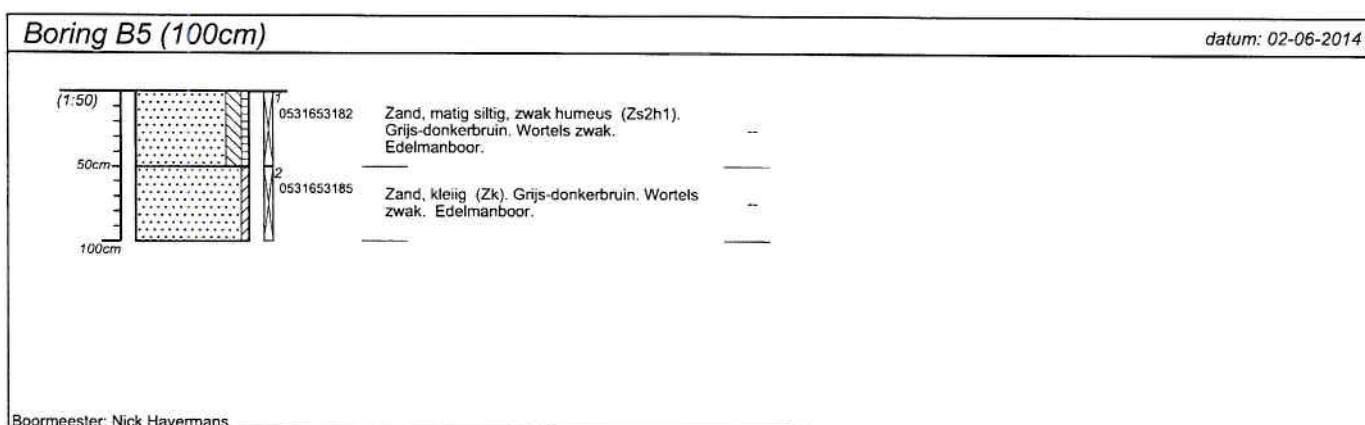 Boring B5 (100cm)
datum: 02-06-2014
(1:50)
1
0531653182
Zand, matig siltig, zwak humeus (Zs2h1).
Grijs-donkerbruin. Wortels zwak.
Edelmanboor.
--
50cm
2
0531653185
Zand, kleiig (Zk). Grijs-donkerbruin. Wortels
zwak. Edelmanboor.
--
100cm
Boormeester: Nick Havermans